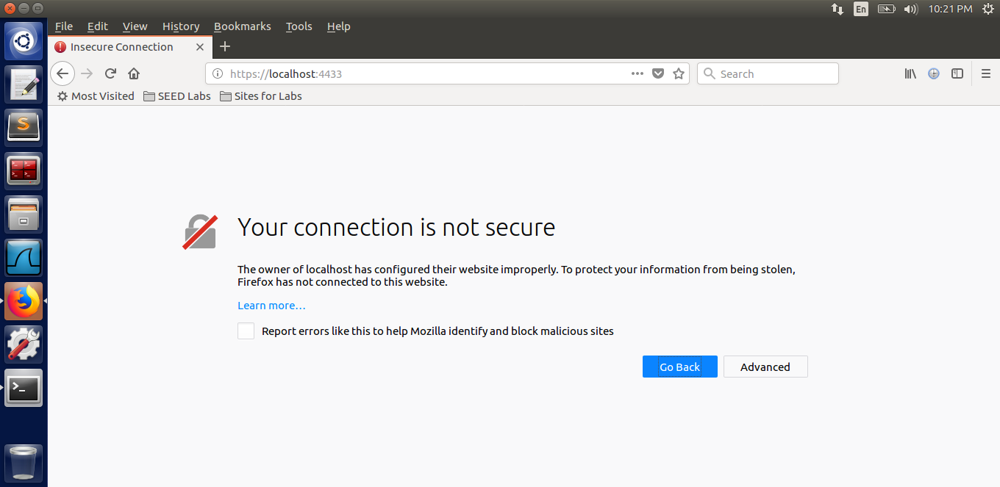 En 10:21 PM
File Edit View History Bookmarks Tools Help
Insecure Connection
https://localhost:4433 Search
Most Visited SEED Labs Sites for Labs
Your connection is not secure
The owner of localhost has configured their website improperly. To protect your information from being stolen,
Firefox has not connected to this website.
Learn more…
Report errors like this to help Mozilla identify and block malicious sites
Go Back Advanced